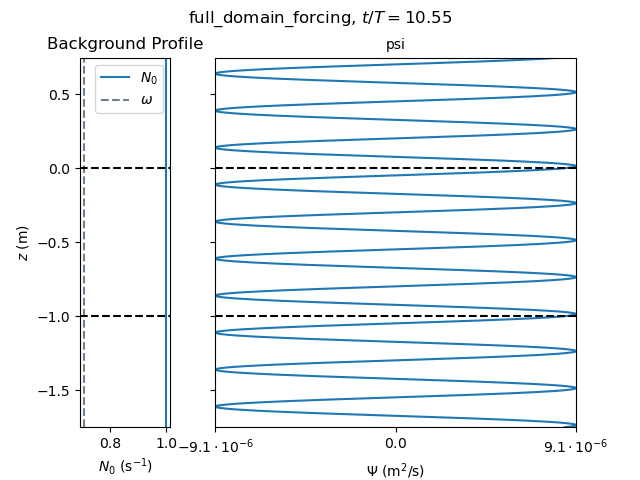 full_domain_forcing, t/T = 10.55
Background Profile
psi
N₀
ω
0.5
0.0
−0.5
−1.0
−1.5
z (m)
0.8
1.0
N₀ (s⁻¹)
−9.1 · 10⁻⁶
0.0
9.1 · 10⁻⁶
Ψ (m²/s)